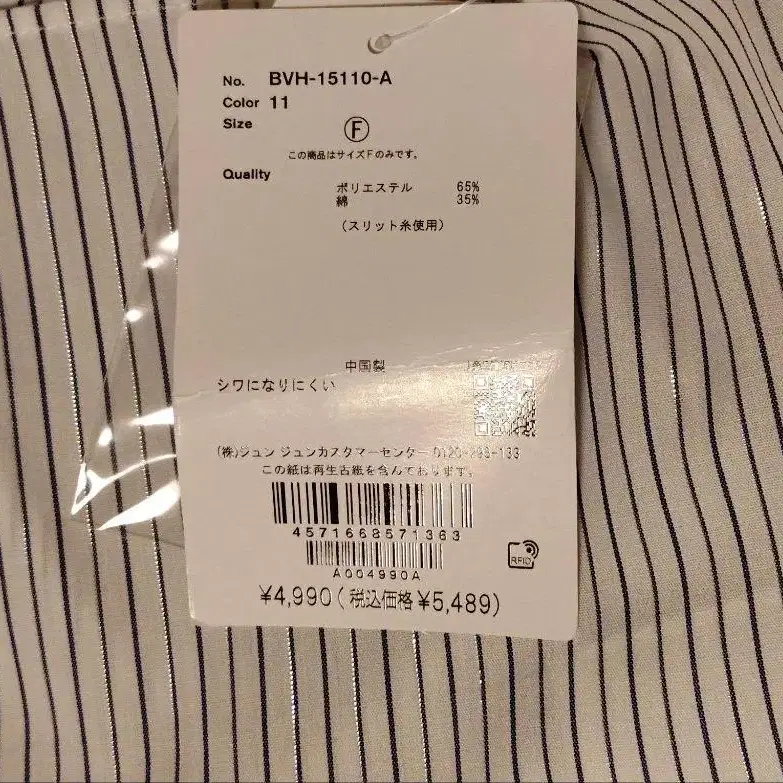 No. BVH-15110-A
Color 11
Size Ⓕ
この商品はサイズFのみです。
Quality
ポリエステル 65%
綿 35%
(スリット糸使用)
中国製
シワになりにくい
(株)ジュン ジュンカスタマーセンター
この紙は再生古紙を含んでおります。
4571668571363
A004990A
RFID
¥4,990(税込価格¥5,489)